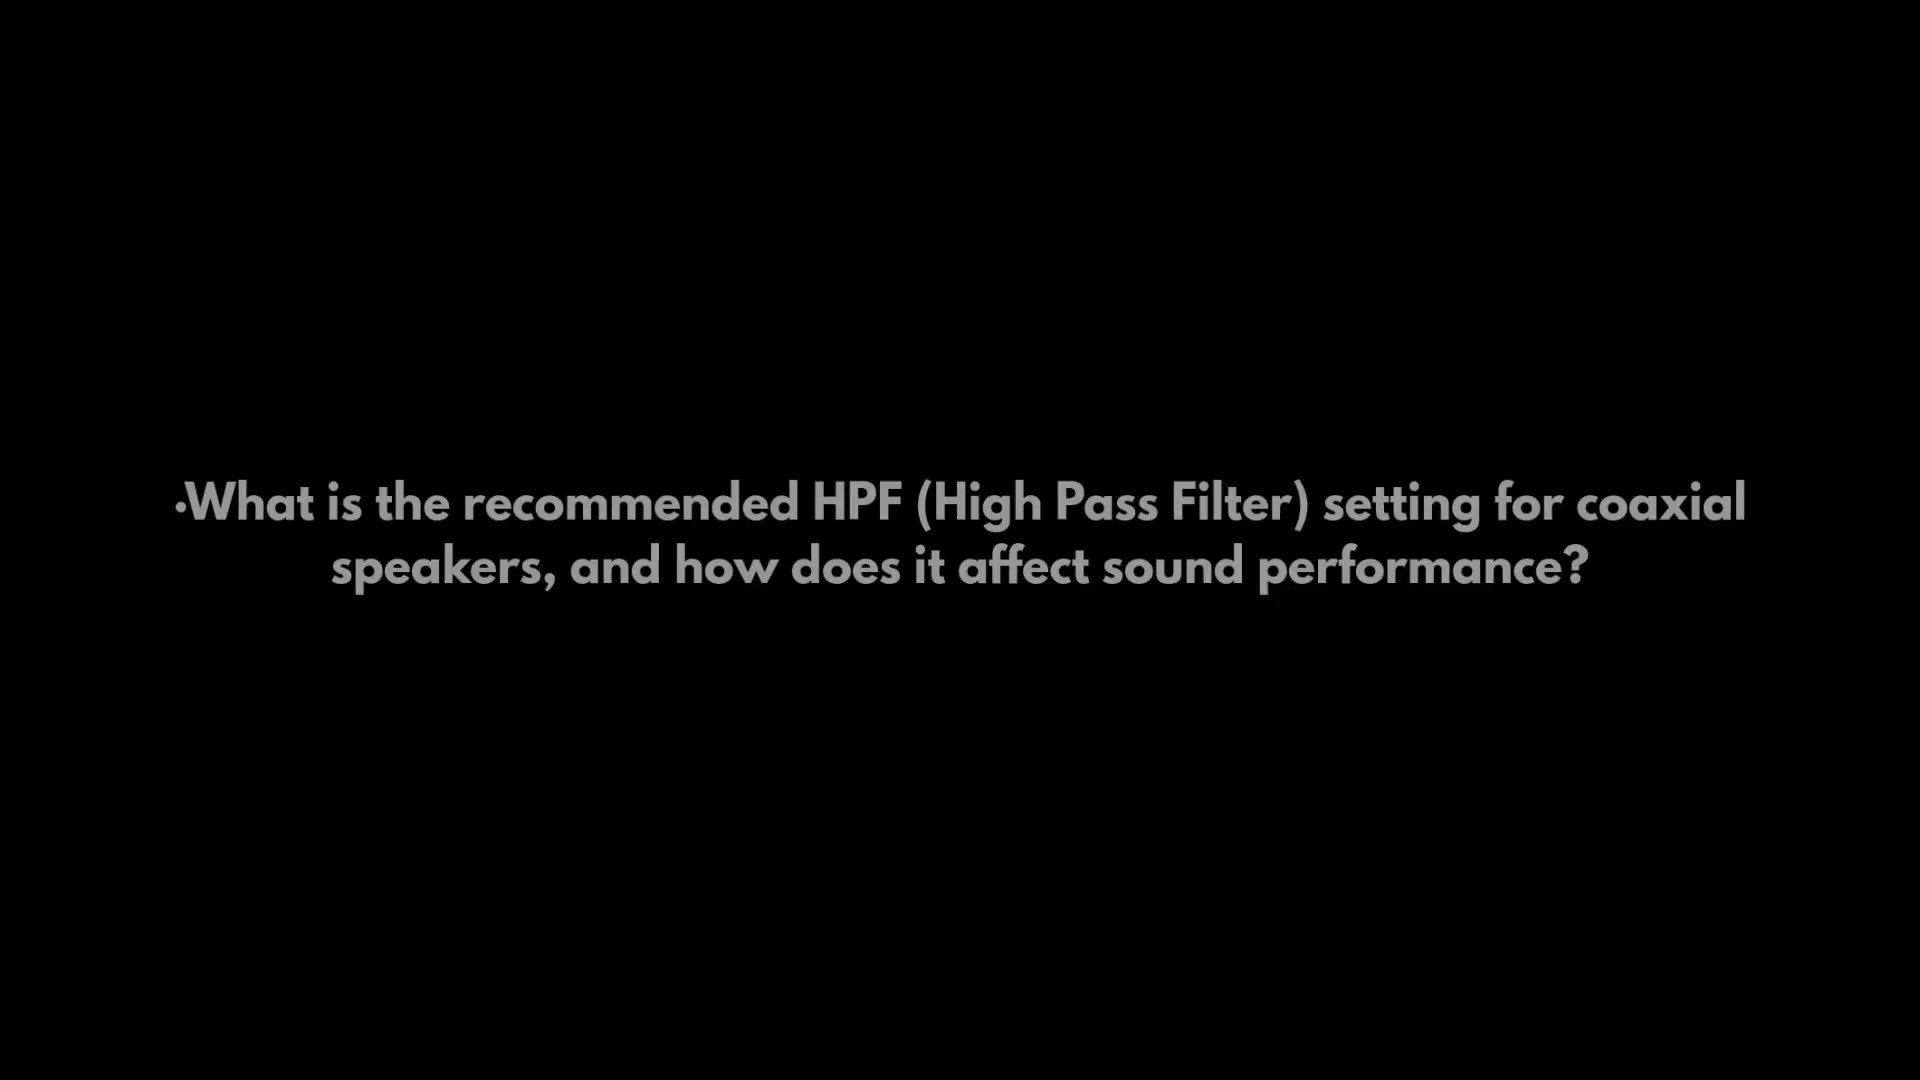 •What is the recommended HPF (High Pass Filter) setting for coaxial
speakers, and how does it affect sound performance?